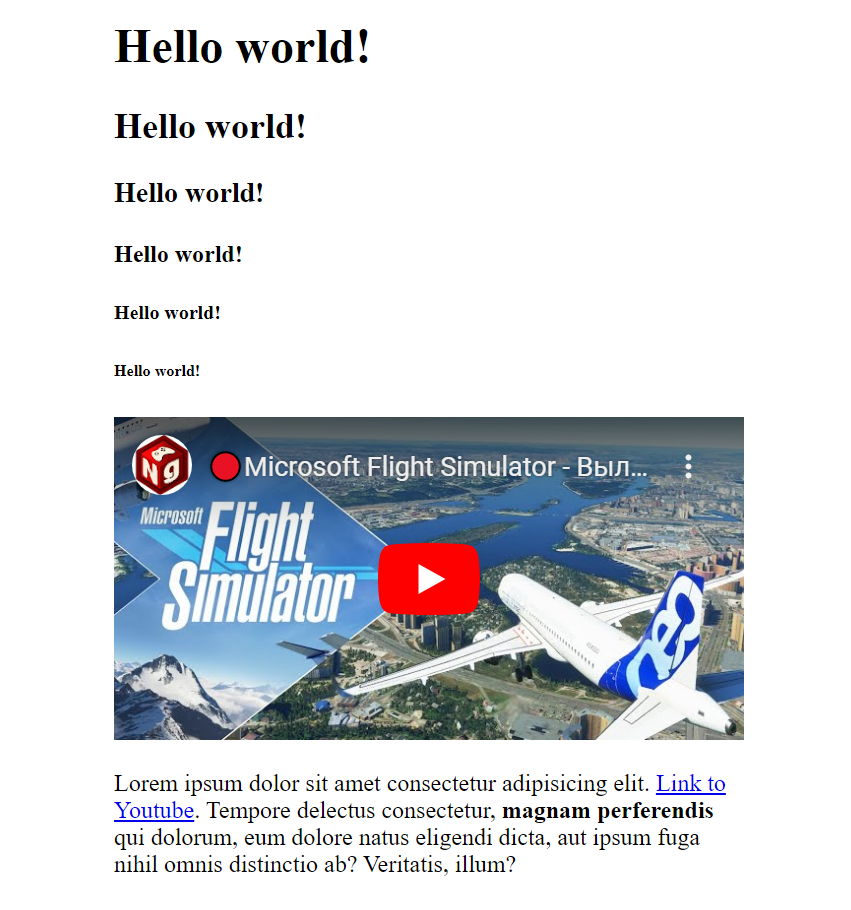 Hello world!
Hello world!
Hello world!
Hello world!
Hello world!
Hello world!
Ng
Microsoft Flight Simulator - Выл...
Microsoft
Flight
Simulator
neo
Lorem ipsum dolor sit amet consectetur adipisicing elit. Link to
Youtube. Tempore delectus consectetur, magnam perferendis
qui dolorum, eum dolore natus eligendi dicta, aut ipsum fuga
nihil omnis distinctio ab? Veritatis, illum?